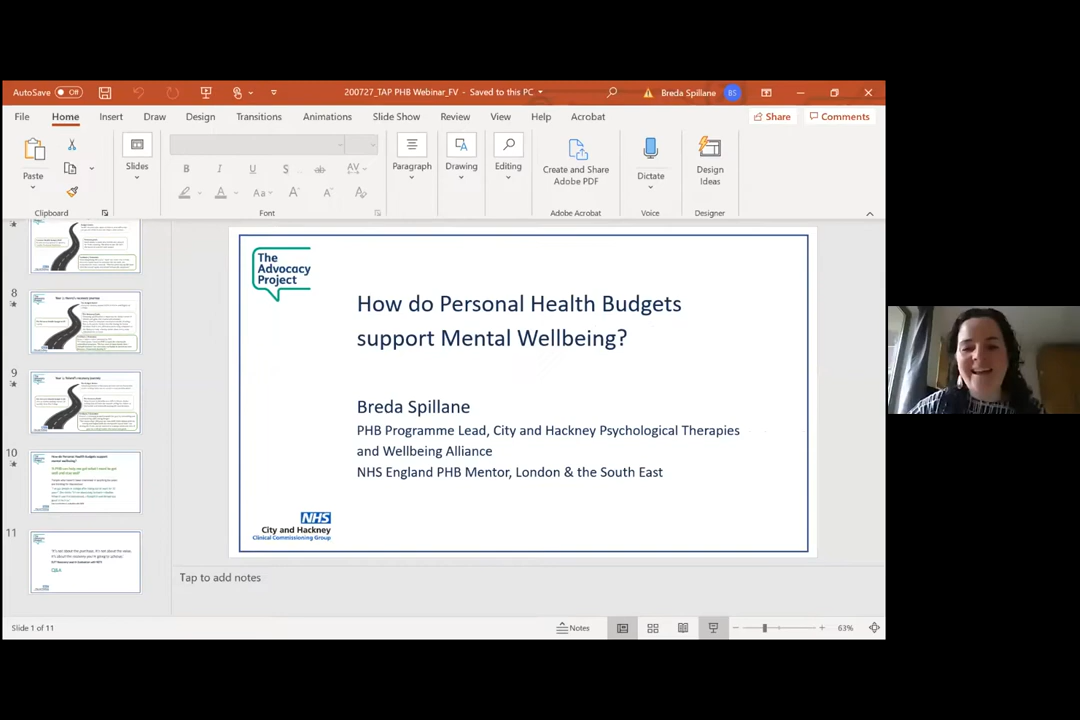 AutoSave
Off
200727_TAP PHB Webinar_FV - Saved to this PC
Breda Spillane
BS
File
Home
Insert
Draw
Design
Transitions
Animations
Slide Show
Review
View
Help
Acrobat
Share
Comments
Paste
Slides
B
I
U
S
ab
AV
A
Aa
A
A
Paragraph
Drawing
Editing
Create and Share
Adobe PDF
Dictate
Design
Ideas
Clipboard
Font
Adobe Acrobat
Voice
Designer
8
9
10
11
The
Advocacy
Project
How do Personal Health Budgets
support Mental Wellbeing?
Breda Spillane
PHB Programme Lead, City and Hackney Psychological Therapies
and Wellbeing Alliance
NHS England PHB Mentor, London & the South East
NHS
City and Hackney
Clinical Commissioning Group
Tap to add notes
Slide 1 of 11
Notes
63%